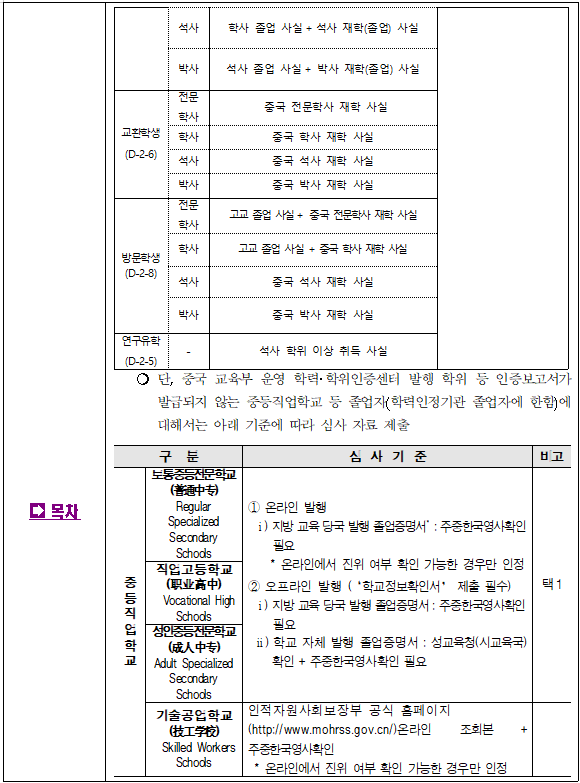 석사 학사 졸업 사실 + 석사 재학(졸업) 사실
박사 석사 졸업 사실 + 박사 재학(졸업) 사실
교환학생
(D-2-6)
전문
학사
중국 전문학사 재학 사실
학사 중국 학사 재학 사실
석사 중국 석사 재학 사실
박사 중국 박사 재학 사실
방문학생
(D-2-8)
전문
학사
고교 졸업 사실 + 중국 전문학사 재학 사실
학사 고교 졸업 사실 + 중국 학사 재학 사실
석사 중국 석사 재학 사실
박사 중국 박사 재학 사실
연구유학
(D-2-5)
- 석사 학위 이상 취득 사실
○ 단, 중국 교육부 운영 학력·학위인증센터 발행 학위 등 인증보고서가
발급되지 않는 중등직업학교 등 졸업자(학력인정기관 졸업자에 한함)에
대해서는 아래 기준에 따라 심사 자료 제출
➡ 목차
구 분 심 사 기 준 비고
중등직업학교
보통중등전문학교
(普通中专)
Regular
Specialized
Secondary
Schools
직업고등학교
(职业高中)
Vocational High
Schools
성인중등전문학교
(成人中专)
Adult Specialized
Secondary
Schools
① 온라인 발행
ⅰ) 지방 교육 당국 발행 졸업증명서* : 주중한국영사확인
필요
* 온라인에서 진위 여부 확인 가능한 경우만 인정
② 오프라인 발행 ( "학교정보확인서" 제출 필수)
ⅰ) 지방 교육 당국 발행 졸업증명서 : 주중한국영사확인
필요
ⅱ) 학교 자체 발행 졸업증명서 : 성교육청(시교육국)
확인 + 주중한국영사확인 필요
택1
기술공업학교
(技工学校)
Skilled Workers
Schools
인적자원사회보장부 공식 홈페이지
(http://www.mohrss.gov.cn/)온라인 조회본 +
주중한국영사확인
* 온라인에서 진위 여부 확인 가능한 경우만 인정